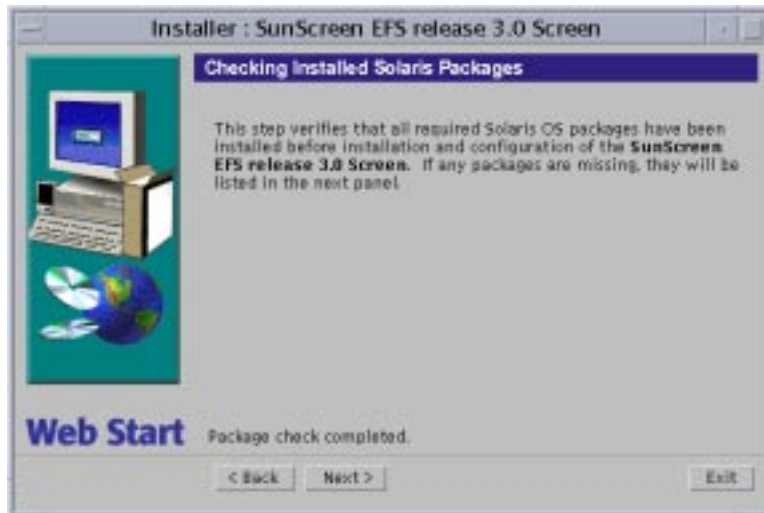 Installer : SunScreen EFS release 3.0 Screen
Checking Installed Solaris Packages
This step verifies that all required Solaris OS packages have been
installed before installation and configuration of the SunScreen
EFS release 3.0 Screen. If any packages are missing, they will be
listed in the next panel.
Web Start
Package check completed.
< Back Next > Exit